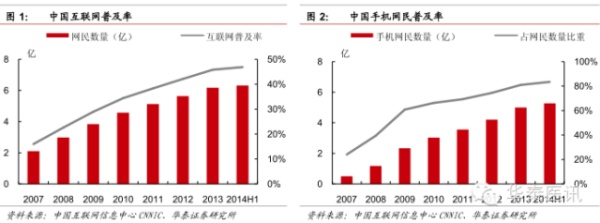 图 1： 中国互联网普及率
网民数量（亿） 互联网普及率
亿
8
6
4
2
0
50%
40%
30%
20%
10%
0%
2007 2008 2009 2010 2011 2012 2013 2014H1
资料来源：中国互联网信息中心 CNNIC，华泰证券研究所
图 2： 中国手机网民普及率
手机网民数量（亿） 占网民数量比重
亿
8
6
4
2
0
100%
80%
60%
40%
20%
0%
2007 2008 2009 2010 2011 2 2013 2014H1
资料来源：中国互联网信息中心 CNNIC，华泰证券研究所
华泰医讯